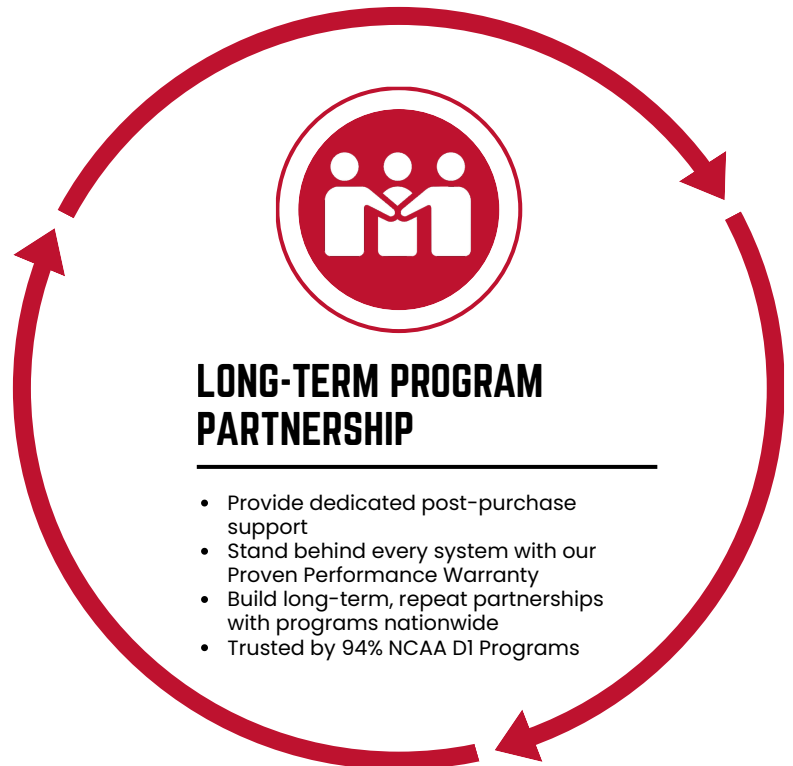 LONG-TERM PROGRAM
PARTNERSHIP
• Provide dedicated post-purchase
support
• Stand behind every system with our
Proven Performance Warranty
• Build long-term, repeat partnerships
with programs nationwide
• Trusted by 94% NCAA D1 Programs